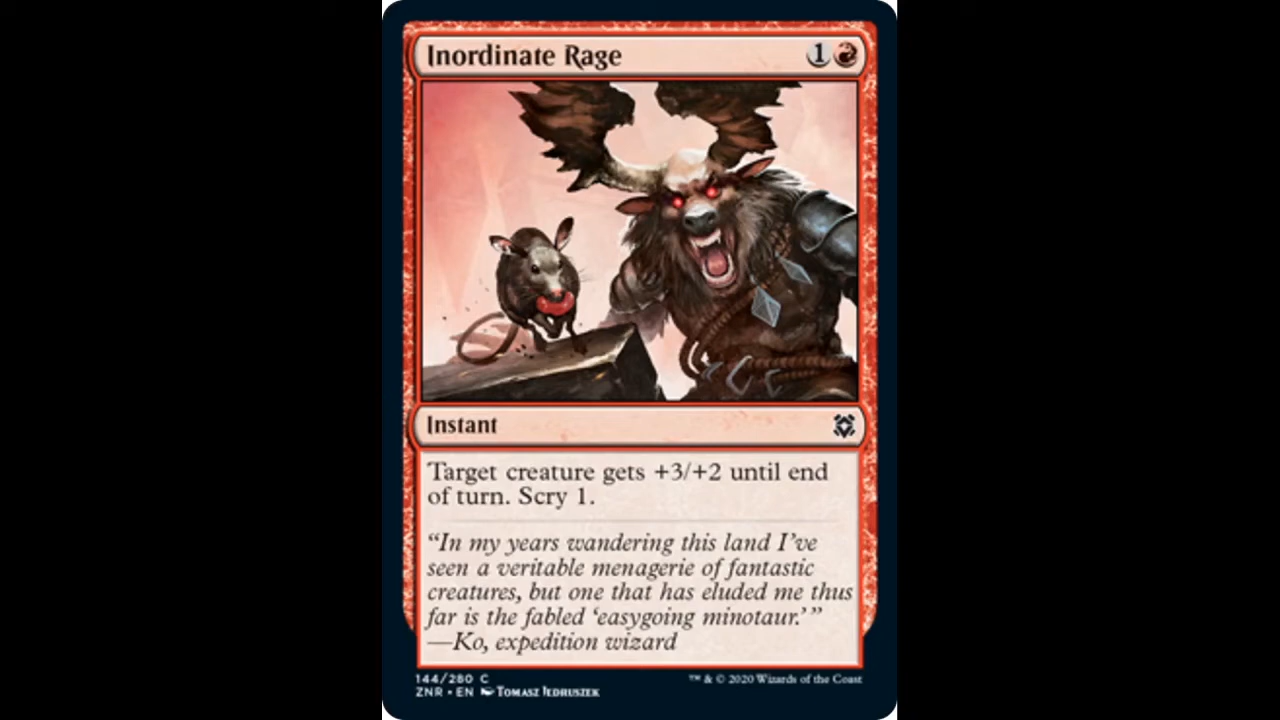 Inordinate Rage 1
Instant
Target creature gets +3/+2 until end
of turn. Scry 1.
“In my years wandering this land I’ve
seen a veritable menagerie of fantastic
creatures, but one that has eluded me thus
far is the fabled ‘easygoing minotaur.’”
—Ko, expedition wizard
144/280 C
ZNR • EN Tomasz Jedruszek
™ & © 2020 Wizards of the Coast